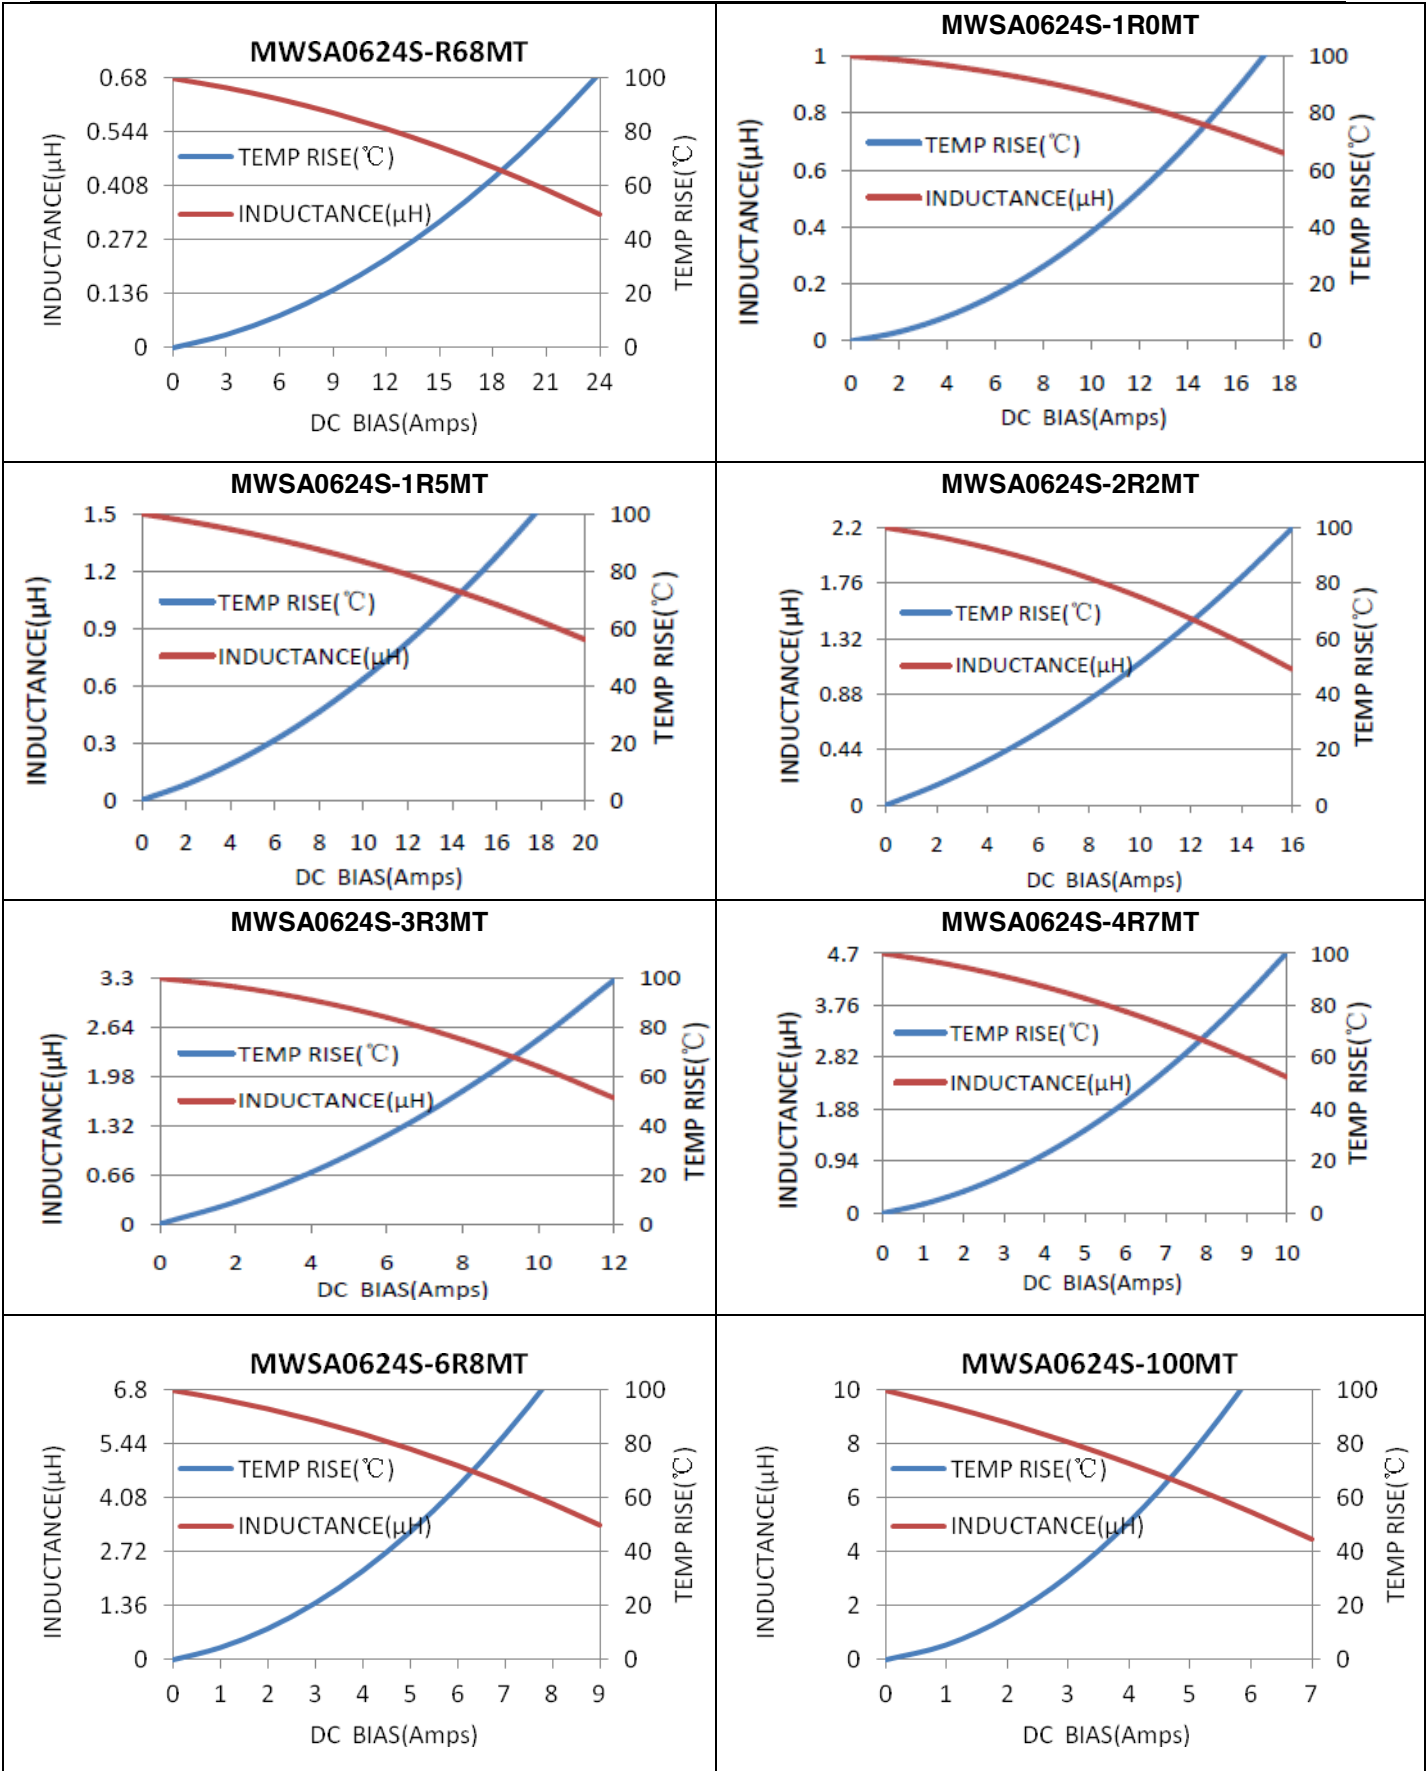 MWSA0624S-R68MT
0.68
0.544
0.408
0.272
0.136
0
100
80
60
40
20
0
INDUCTANCE(µH)
TEMP RISE(℃)
TEMP RISE(℃)
INDUCTANCE(µH)
0 3 6 9 12 15 18 21 24
DC BIAS(Amps)
MWSA0624S-1R0MT
1
0.8
0.6
0.4
0.2
0
100
80
60
40
20
0
INDUCTANCE(µH)
TEMP RISE(℃)
TEMP RISE(℃)
INDUCTANCE(µH)
0 2 4 6 8 10 12 14 16 18
DC BIAS(Amps)
MWSA0624S-1R5MT
1.5
1.2
0.9
0.6
0.3
0
100
80
60
40
20
0
INDUCTANCE(µH)
TEMP RISE(℃)
TEMP RISE(℃)
INDUCTANCE(µH)
0 2 4 6 8 10 12 14 16 18 20
DC BIAS(Amps)
MWSA0624S-2R2MT
2.2
1.76
1.32
0.88
0.44
0
100
80
60
40
20
0
INDUCTANCE(µH)
TEMP RISE(℃)
TEMP RISE(℃)
INDUCTANCE(µH)
0 2 4 6 8 10 12 14 16
DC BIAS(Amps)
MWSA0624S-3R3MT
3.3
2.64
1.98
1.32
0.66
0
100
80
60
40
20
0
INDUCTANCE(µH)
TEMP RISE(℃)
TEMP RISE(℃)
INDUCTANCE(µH)
0 2 4 6 8 10 12
DC BIAS(Amps)
MWSA0624S-4R7MT
4.7
3.76
2.82
1.88
0.94
0
100
80
60
40
20
0
INDUCTANCE(µH)
TEMP RISE(℃)
TEMP RISE(℃)
INDUCTANCE(µH)
0 1 2 3 4 5 6 7 8 9 10
DC BIAS(Amps)
MWSA0624S-6R8MT
6.8
5.44
4.08
2.72
1.36
0
100
80
60
40
20
0
INDUCTANCE(µH)
TEMP RISE(℃)
TEMP RISE(℃)
INDUCTANCE(µH)
0 1 2 3 4 5 6 7 8 9
DC BIAS(Amps)
MWSA0624S-100MT
10
8
6
4
2
0
100
80
60
40
20
0
INDUCTANCE(µH)
TEMP RISE(℃)
TEMP RISE(℃)
INDUCTANCE(µH)
0 1 2 3 4 5 6 7
DC BIAS(Amps)